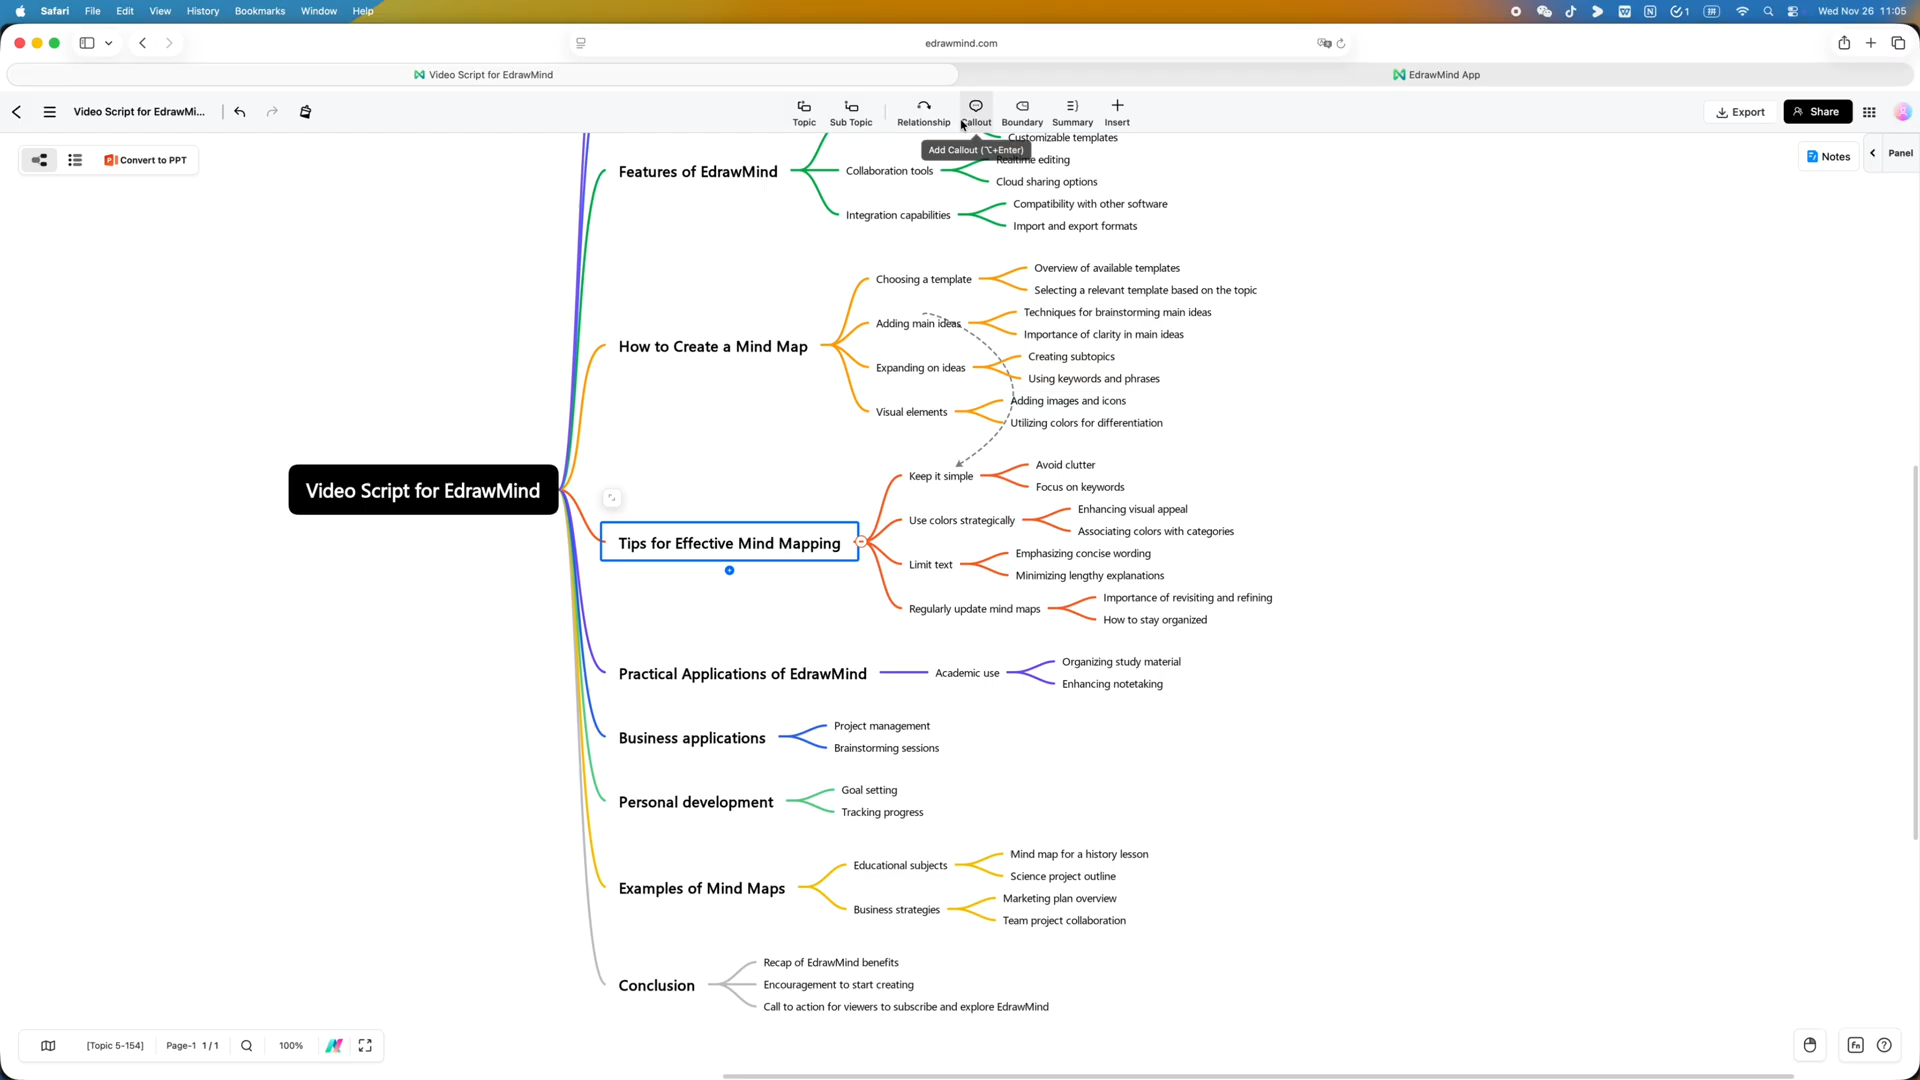 Safari File Edit View History Bookmarks Window Help
1 Wed Nov 26 11:05
edrawmind.com
Video Script for EdrawMind
EdrawMind App
Video Script for EdrawMi...
Topic Sub Topic Relationship Callout Boundary Summary Insert
Export Share
Add Callout (⌥+Enter)
Convert to PPT
Notes
Panel
Features of EdrawMind
Customizable templates
Collaboration tools
Realtime editing
Cloud sharing options
Integration capabilities
Compatibility with other software
Import and export formats
How to Create a Mind Map
Choosing a template
Overview of available templates
Selecting a relevant template based on the topic
Adding main ideas
Techniques for brainstorming main ideas
Importance of clarity in main ideas
Expanding on ideas
Creating subtopics
Using keywords and phrases
Visual elements
Adding images and icons
Utilizing colors for differentiation
Video Script for EdrawMind
Tips for Effective Mind Mapping
Keep it simple
Avoid clutter
Focus on keywords
Use colors strategically
Enhancing visual appeal
Associating colors with categories
Limit text
Emphasizing concise wording
Minimizing lengthy explanations
Regularly update mind maps
Importance of revisiting and refining
How to stay organized
Practical Applications of EdrawMind
Academic use
Organizing study material
Enhancing notetaking
Business applications
Project management
Brainstorming sessions
Personal development
Goal setting
Tracking progress
Examples of Mind Maps
Educational subjects
Mind map for a history lesson
Science project outline
Business strategies
Marketing plan overview
Team project collaboration
Conclusion
Recap of EdrawMind benefits
Encouragement to start creating
Call to action for viewers to subscribe and explore EdrawMind
[Topic 5-154] Page-1 1 / 1 100%
Fn